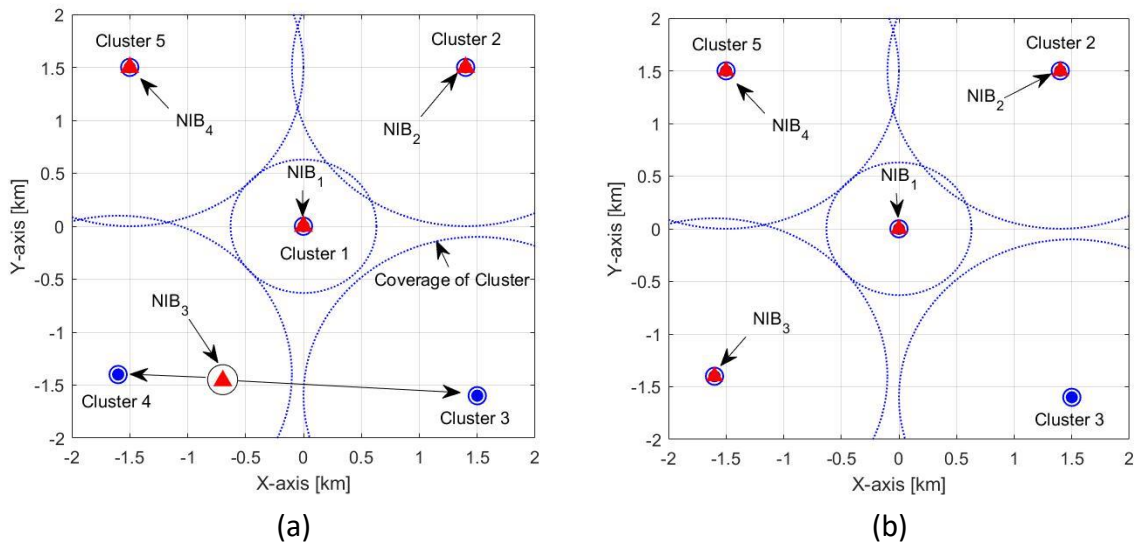 2
Cluster 5
Cluster 2
1.5
NIB4
NIB2
1
0.5
NIB1
0
Cluster 1
Coverage of Cluster
-0.5
NIB3
-1
-1.5
Cluster 4
Cluster 3
-2
-2 -1.5 -1 -0.5 0 0.5 1 1.5 2
Y-axis [km]
X-axis [km]
(a)
2
Cluster 5
Cluster 2
1.5
NIB2
NIB4
1
0.5
NIB1
0
-0.5
NIB3
-1
-1.5
Cluster 3
-2
-2 -1.5 -1 -0.5 0 0.5 1 1.5 2
Y-axis [km]
X-axis [km]
(b)